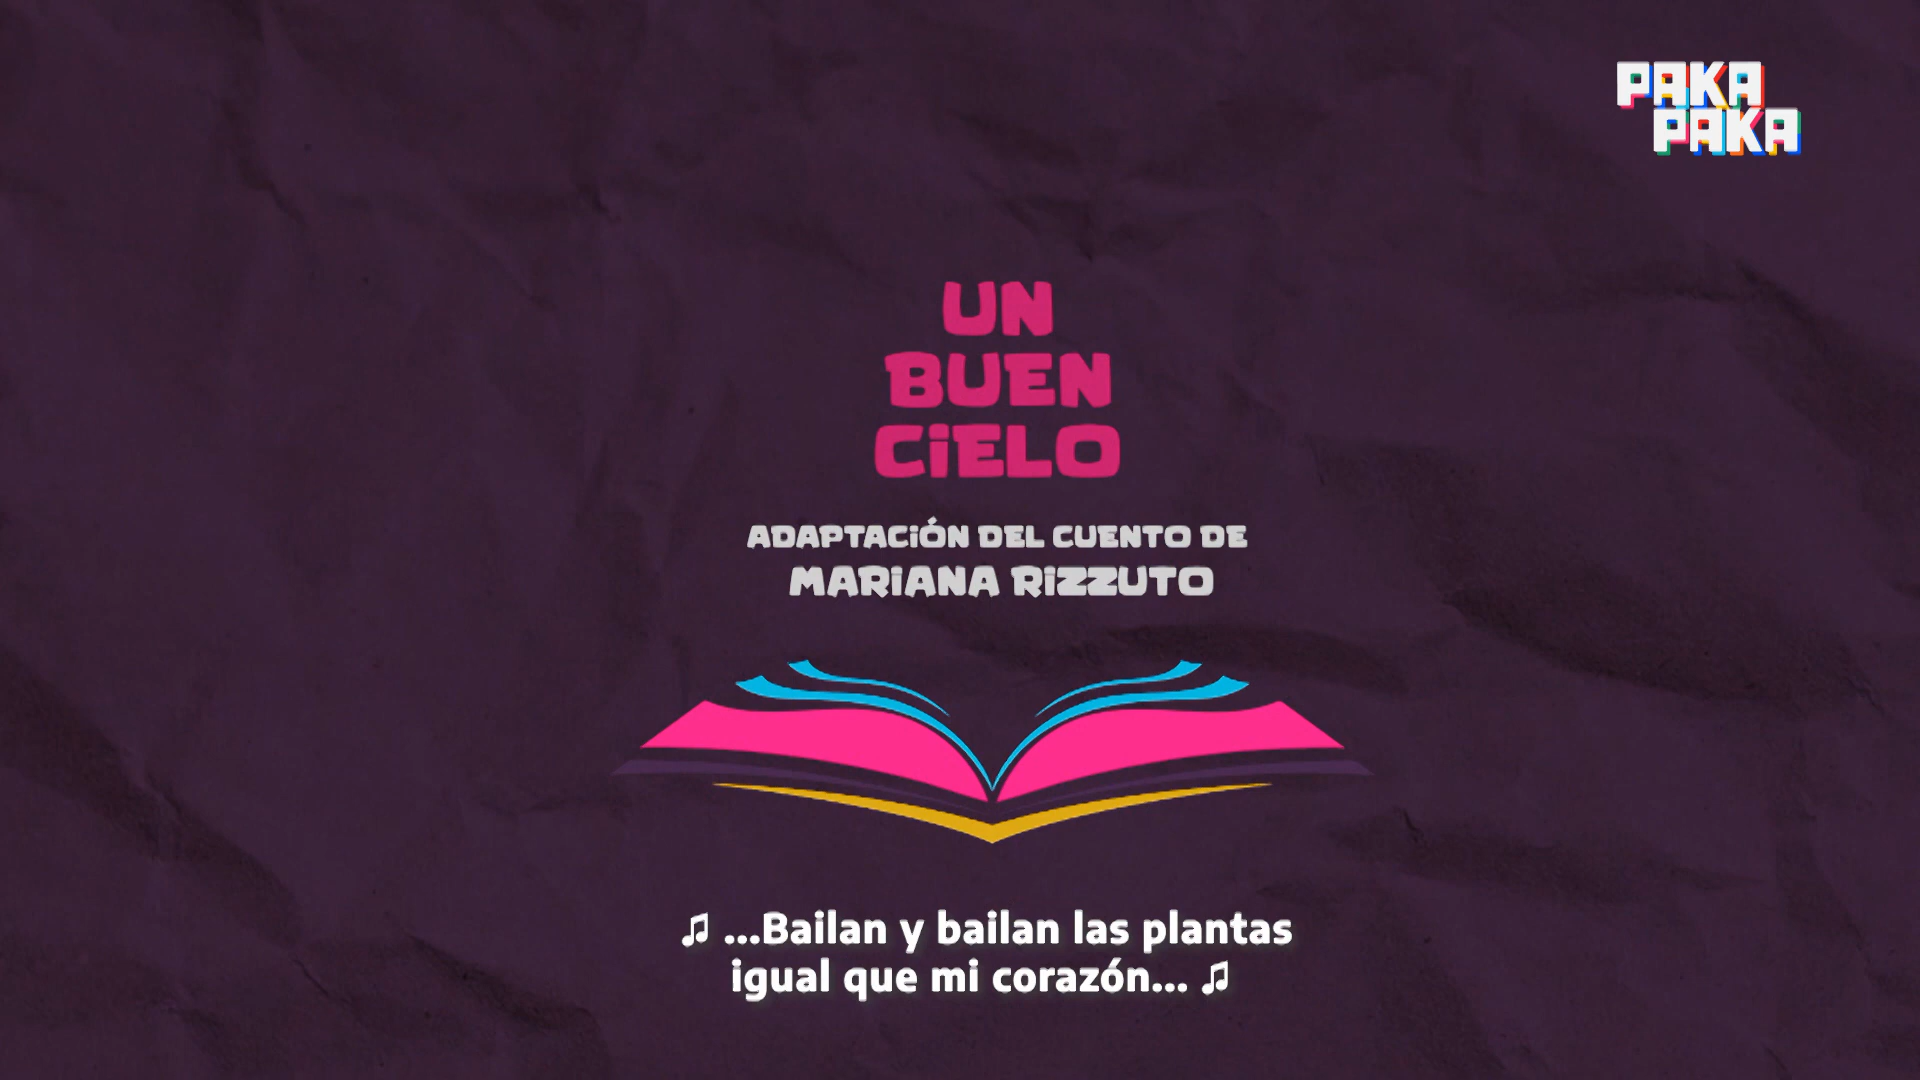 PAKA
PAKA
UN
BUEN
CiELO
ADAPTACiÓN DEL CUENTO DE
MARiANA RiZZUTO
♫ ...Bailan y bailan las plantas
igual que mi corazón... ♫